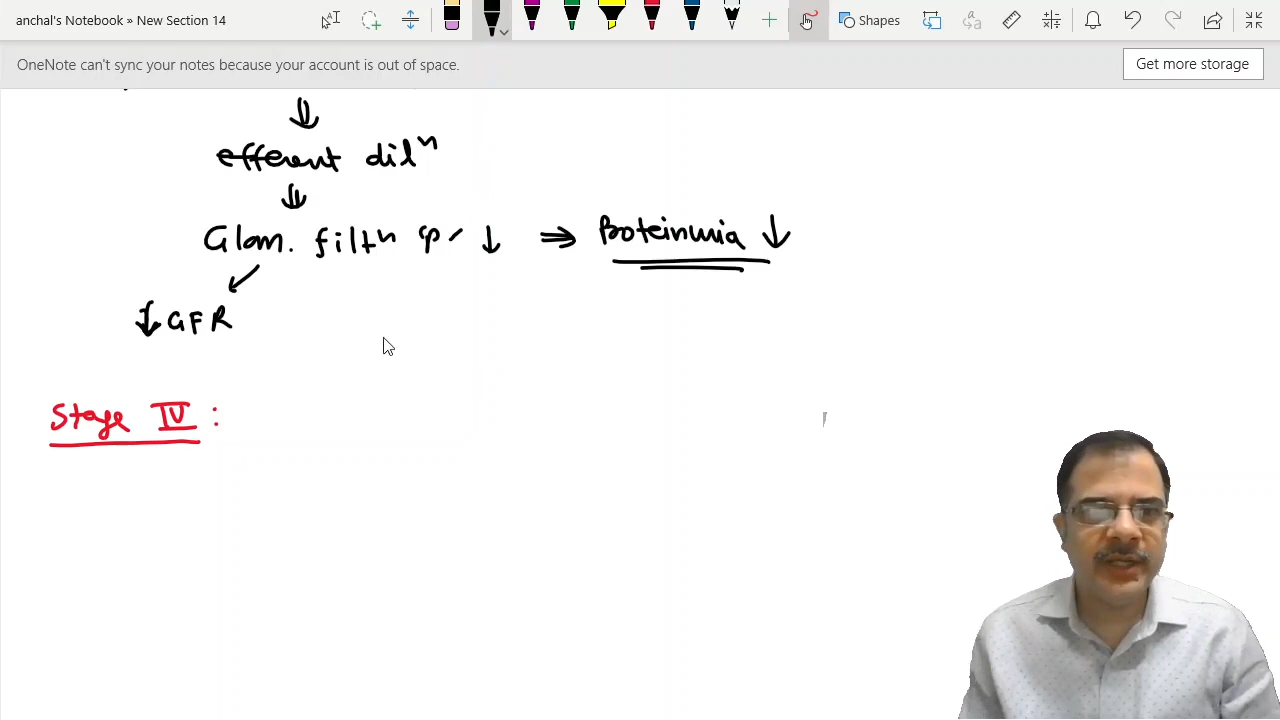 anchal's Notebook » New Section 14
Shapes
OneNote can't sync your notes because your account is out of space.
Get more storage
efferent dilⁿ
Glom. filtⁿ ↓ ⇒ Proteinuria ↓
↓ GFR
Stage IV :